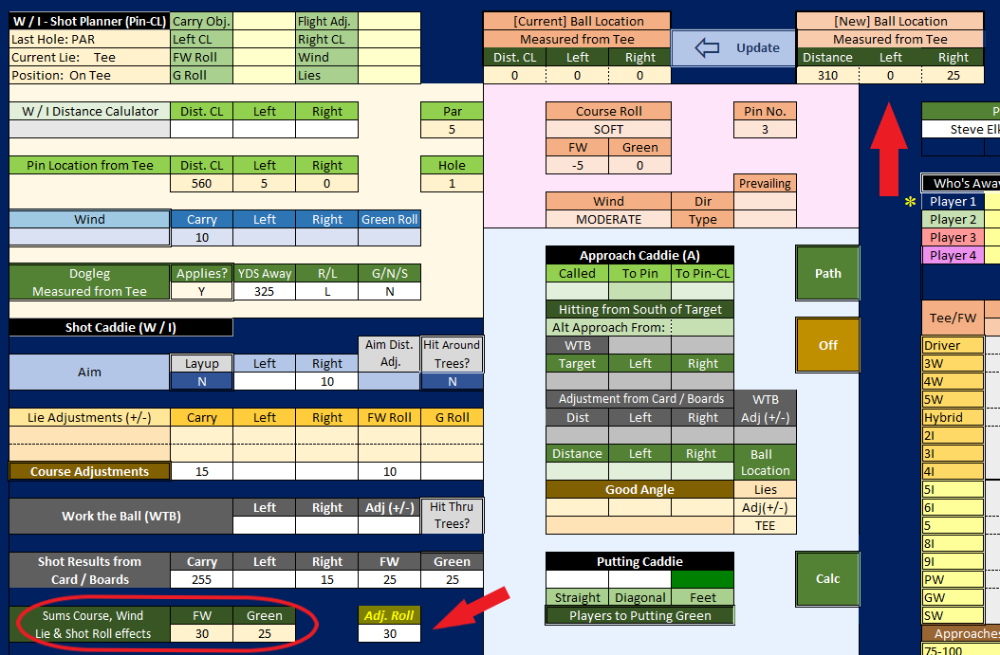 W / I - Shot Planner (Pin-CL) Carry Obj. Flight Adj.
Last Hole: PAR Left CL Right CL
Current Lie: Tee FW Roll Wind
Position: On Tee G Roll Lies
[Current] Ball Location
Measured from Tee
Dist. CL Left Right
0 0 0
Update
[New] Ball Location
Measured from Tee
Distance Left Right
310 0 25
W / I Distance Calulator Dist. CL Left Right Par
5
Pin Location from Tee Dist. CL Left Right Hole
560 5 0 1
Wind Carry Left Right Green Roll
10
Dogleg Applies? YDS Away R/L G/N/S
Measured from Tee Y 325 L N
Course Roll Pin No.
SOFT 3
FW Green
-5 0
Prevailing
Wind Dir
MODERATE Type
P
Steve Elk
Who's Away
* Player 1
Player 2
Player 3
Player 4
Shot Caddie (W / I)
Aim Layup Left Right Aim Dist. Adj. Hit Around Trees?
N 10 N
Lie Adjustments (+/-) Carry Left Right FW Roll G Roll
Course Adjustments 15 10
Work the Ball (WTB) Left Right Adj (+/-) Hit Thru Trees?
Shot Results from Carry Left Right FW Green
Card / Boards 255 15 25 25
Sums Course, Wind FW Green Adj. Roll
Lie & Shot Roll effects 30 25 30
Approach Caddie (A)
Called To Pin To Pin-CL
Hitting from South of Target
Alt Approach From:
WTB
Target Left Right
Adjustment from Card / Boards WTB
Dist Left Right Adj (+/-)
Distance Left Right Ball Location
Good Angle Lies
Adj(+/-)
TEE
Putting Caddie
Straight Diagonal Feet
Players to Putting Green
Path
Off
Calc
Tee/FW
Driver
3W
4W
5W
Hybrid
2I
3I
4I
5I
6I
5
8I
9I
PW
GW
SW
Approaches
75-100